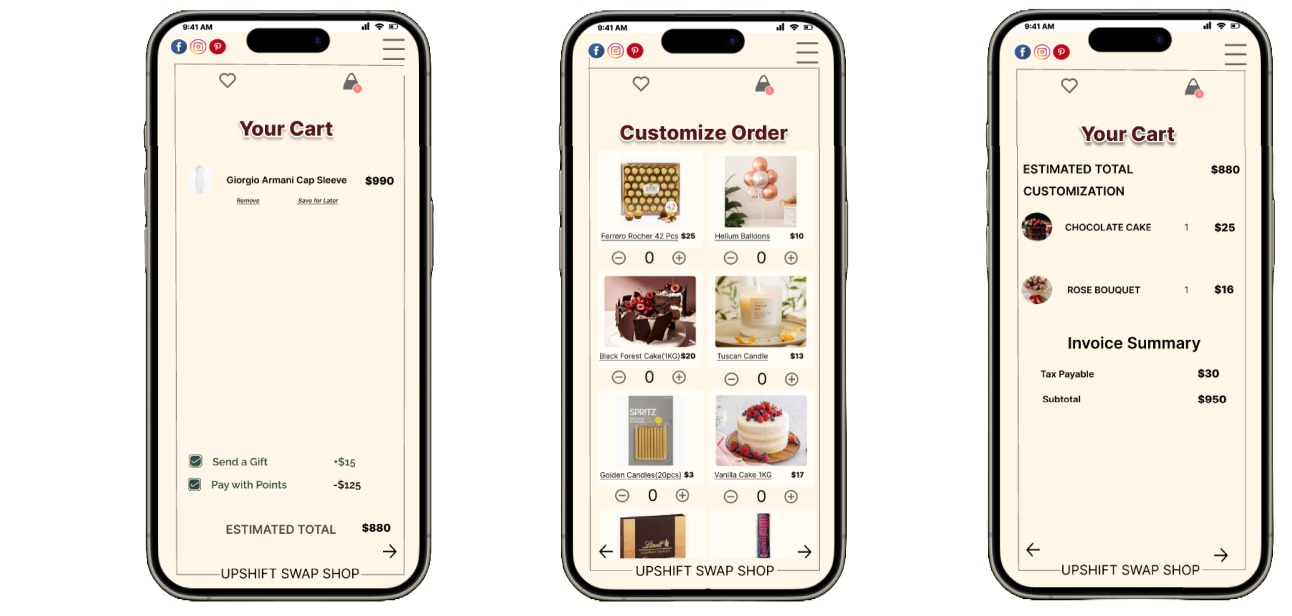 9:41 AM
Your Cart
Giorgio Armani Cap Sleeve $990
Remove Save for Later
Send a Gift +$15
Pay with Points -$125
ESTIMATED TOTAL $880
UPSHIFT SWAP SHOP
9:41 AM
Customize Order
Ferrero Rocher 42 Pcs $25
Helium Balloons $10
0
0
Black Forest Cake(1KG) $20
Tuscan Candle $13
0
0
SPRITZ
Golden Candles(20pcs) $3
Vanilla Cake 1KG $17
0
0
Lindt
UPSHIFT SWAP SHOP
9:41 AM
Your Cart
ESTIMATED TOTAL $880
CUSTOMIZATION
CHOCOLATE CAKE 1 $25
ROSE BOUQUET 1 $16
Invoice Summary
Tax Payable $30
Subtotal $950
UPSHIFT SWAP SHOP